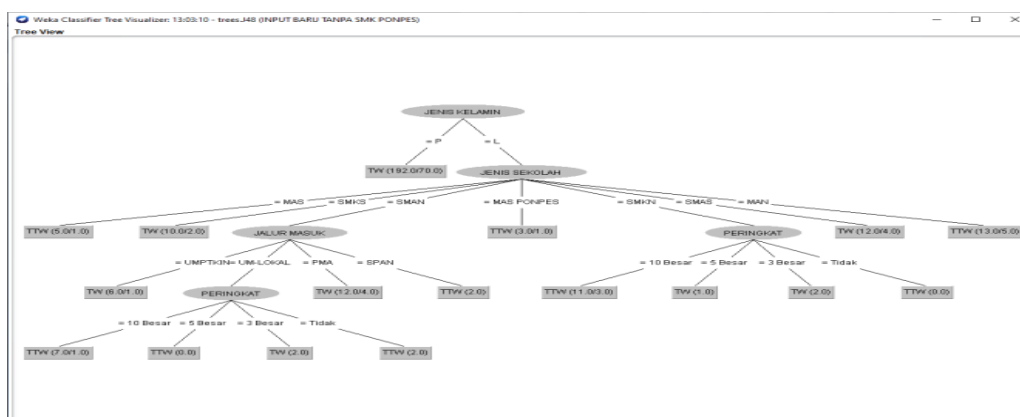 Weka Classifier Tree Visualizer: 13:03:10 - trees.J48 (INPUT BARU TANPA SMK PONPES)
Tree View
JENIS KELAMIN
= P = L
TW (192.0/70.0) JENIS SEKOLAH
= MAS = SMKS = SMAN = MAS PONPES = SMKN = SMAS = MAN
TTW (5.0/1.0) TW (10.0/2.0) JALUR MASUK TTW (3.0/1.0) PERINGKAT TW (12.0/4.0) TTW (13.0/5.0)
= UMPTKIN = UM-LOKAL = PMA = SPAN = 10 Besar = 5 Besar = 3 Besar = Tidak
TW (6.0/1.0) PERINGKAT TW (12.0/4.0) TTW (2.0) TTW (11.0/3.0) TW (1.0) TW (2.0) TTW (0.0)
= 10 Besar = 5 Besar = 3 Besar = Tidak
TTW (7.0/1.0) TTW (0.0) TW (2.0) TTW (2.0)